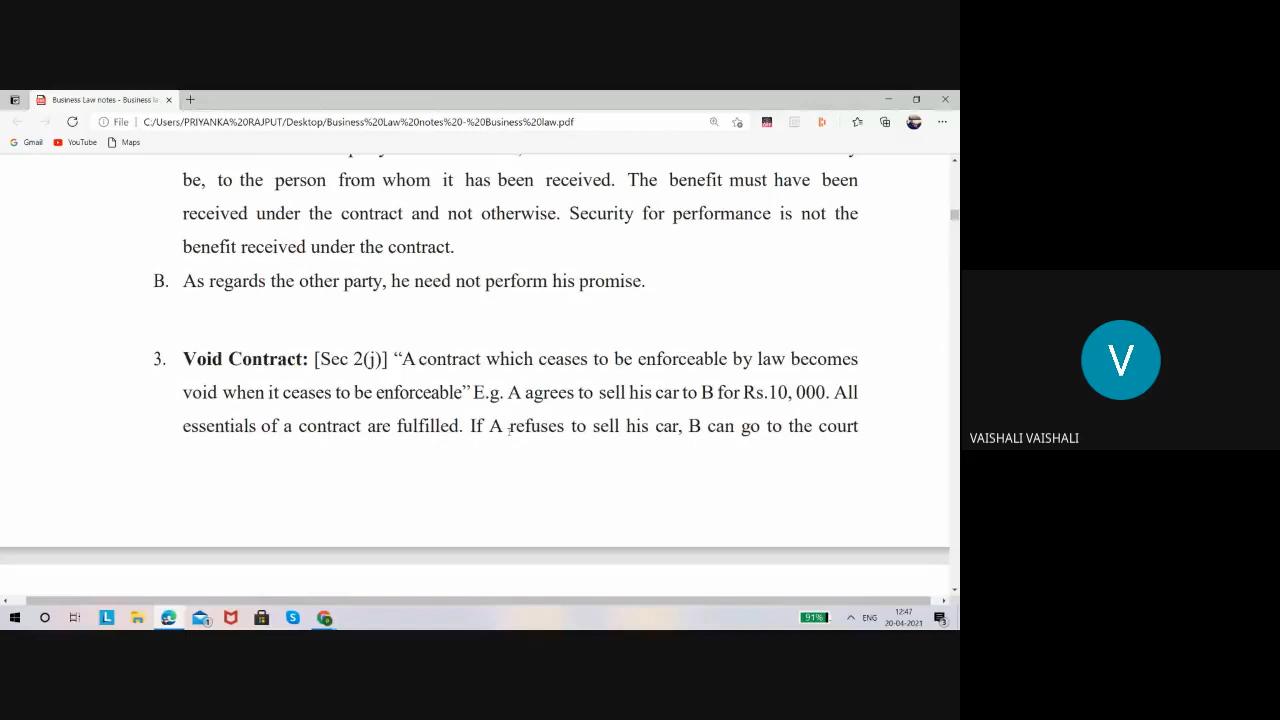 Business Law notes - Business la
File
C:/Users/PRIYANKA%20RAJPUT/Desktop/Business%20Law%20notes%20-%20Business%20law.pdf
Gmail YouTube Maps
be, to the person from whom it has been received. The benefit must have been
received under the contract and not otherwise. Security for performance is not the
benefit received under the contract.
B. As regards the other party, he need not perform his promise.
3. Void Contract: [Sec 2(j)] “A contract which ceases to be enforceable by law becomes
void when it ceases to be enforceable” E.g. A agrees to sell his car to B for Rs.10, 000. All
essentials of a contract are fulfilled. If A refuses to sell his car, B can go to the court
V
VAISHALI VAISHALI
91%
ENG
12:47
20-04-2021